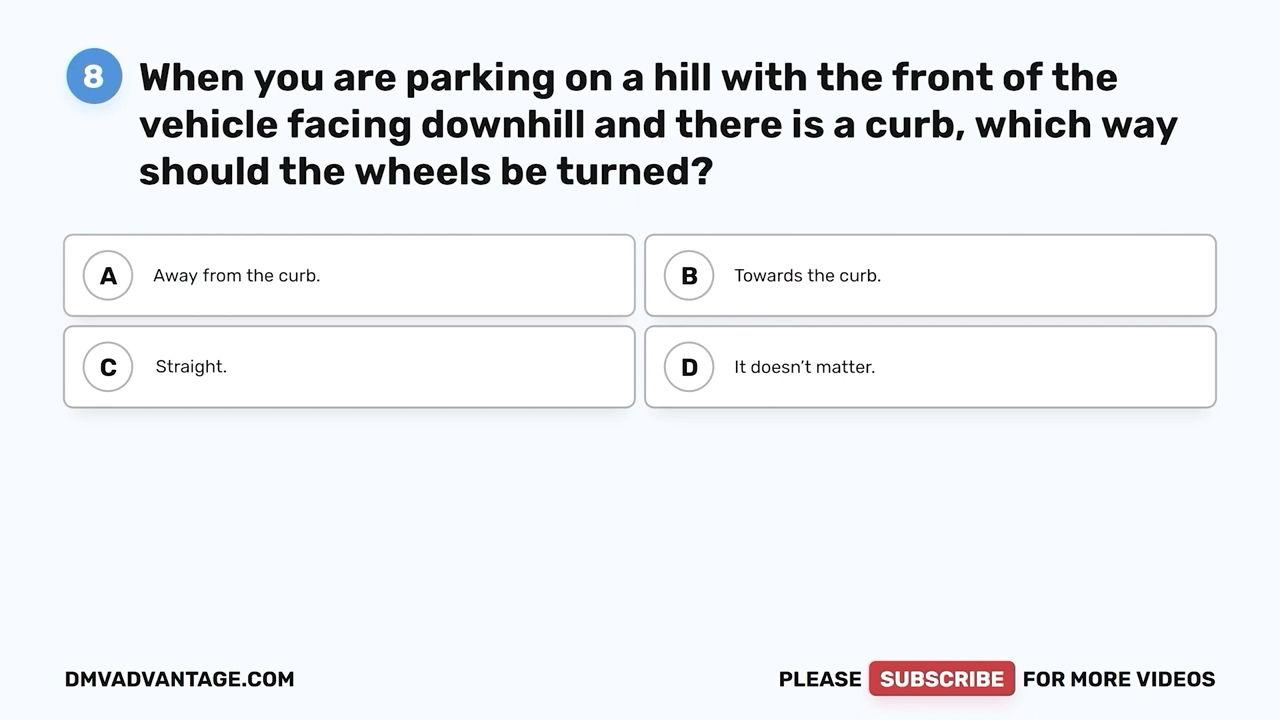 8 When you are parking on a hill with the front of the
vehicle facing downhill and there is a curb, which way
should the wheels be turned?
A Away from the curb.
B Towards the curb.
C Straight.
D It doesn’t matter.
DMVADVANTAGE.COM
PLEASE SUBSCRIBE FOR MORE VIDEOS